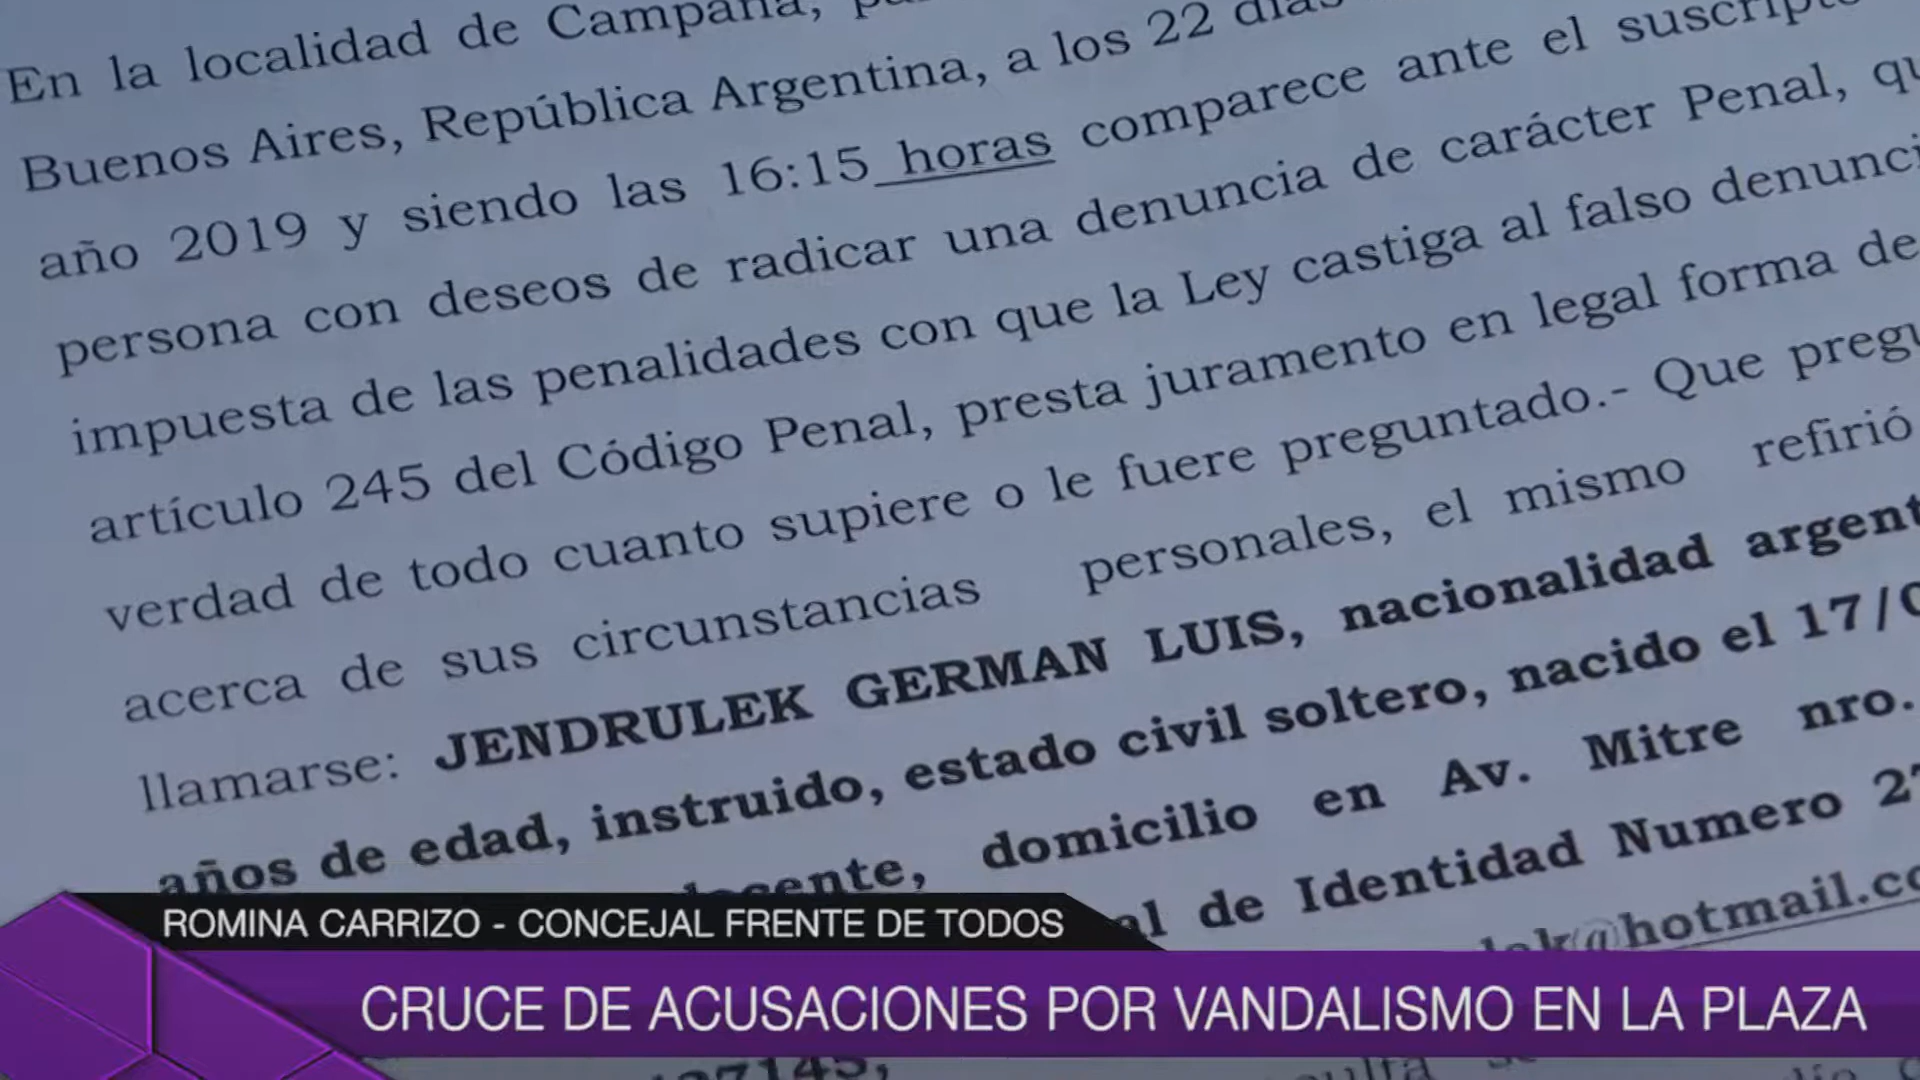 En la localidad de Campana,
Buenos Aires, República Argentina, a los 22 días
año 2019 y siendo las 16:15 horas comparece ante el
persona con deseos de radicar una denuncia de carácter Penal,
impuesta de las penalidades con que la Ley castiga al falso
artículo 245 del Código Penal, presta juramento en legal forma de
verdad de todo cuanto supiere o le fuere preguntado.- Que
acerca de sus circunstancias personales, el mismo refirió
llamarse: JENDRULEK GERMAN LUIS, nacionalidad
años de edad, instruido, estado civil soltero, nacido el 17/
domicilio en Av. Mitre nro.
de Identidad Numero
@hotmail.
ROMINA CARRIZO - CONCEJAL FRENTE DE TODOS
CRUCE DE ACUSACIONES POR VANDALISMO EN LA PLAZA